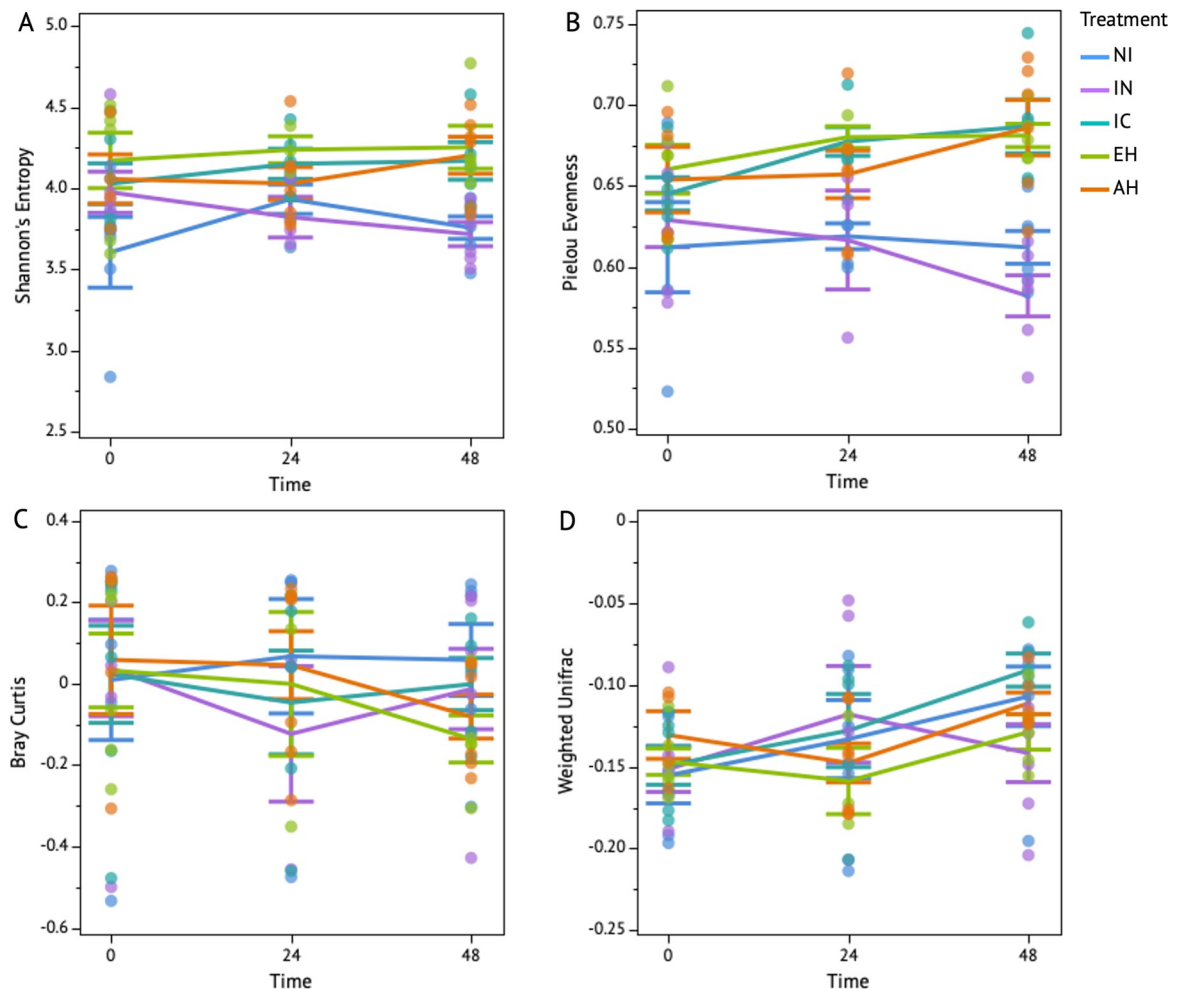 A
5.0
4.5
4.0
3.5
3.0
2.5
Shannon's Entropy
0
24
48
Time
B
0.75
0.70
0.65
0.60
0.55
0.50
Pielou Evenness
0
24
48
Time
Treatment
NI
IN
IC
EH
AH
C
0.4
0.2
0
-0.2
-0.4
-0.6
Bray Curtis
0
24
48
Time
D
0
-0.05
-0.10
-0.15
-0.20
-0.25
Weighted Unifrac
0
24
48
Time